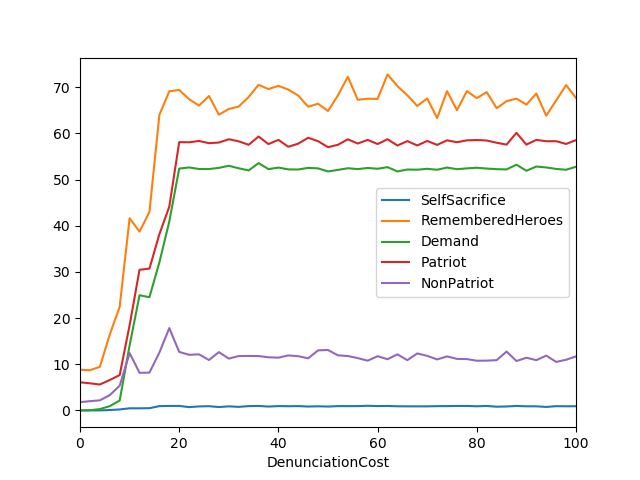 70
60
50
40
30
20
10
0
SelfSacrifice
RememberedHeroes
Demand
Patriot
NonPatriot
0 20 40 60 80 100
DenunciationCost